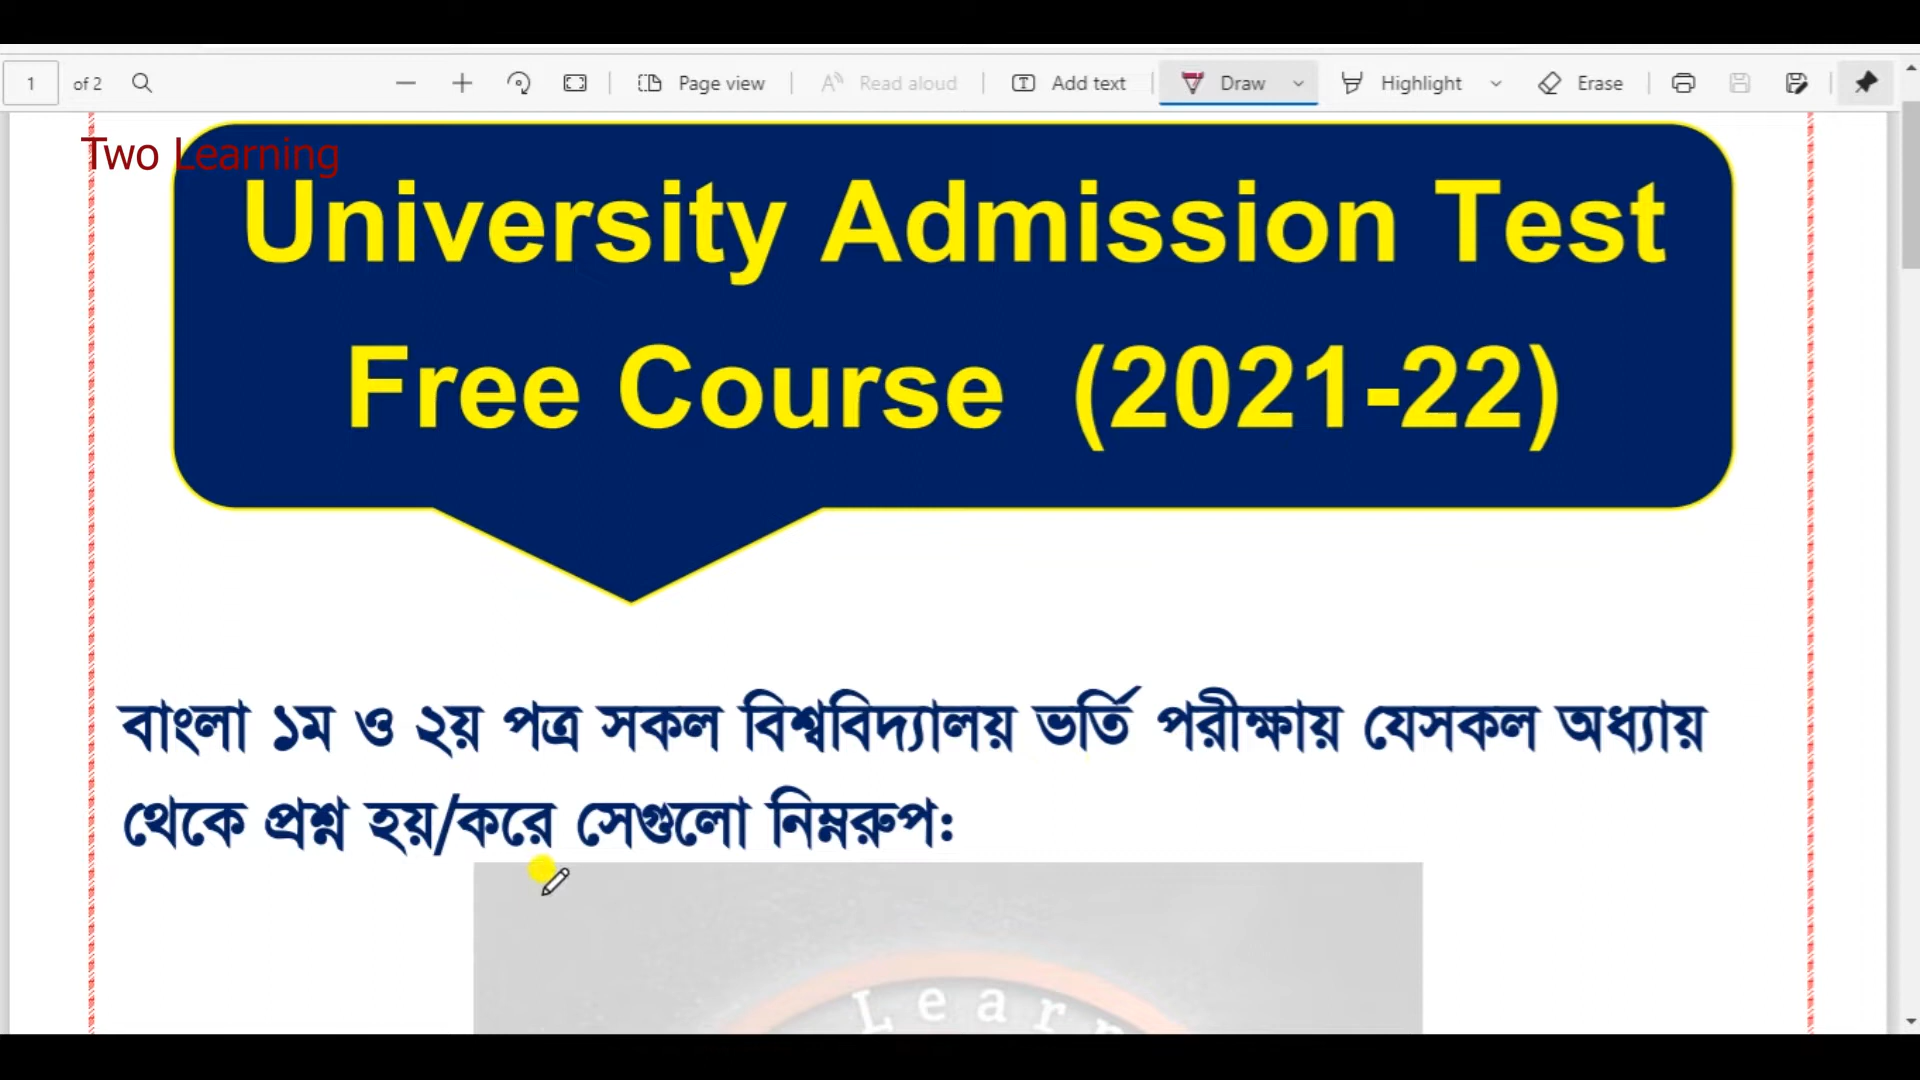 1 of 2 Page view Read aloud Add text Draw Highlight Erase
Two Learning
University Admission Test
Free Course (2021-22)
বাংলা ১ম ও ২য় পত্র সকল বিশ্ববিদ্যালয় ভর্তি পরীক্ষায় যেসকল অধ্যায়
থেকে প্রশ্ন হয়/করে সেগুলো নিম্নরুপঃ
Learn